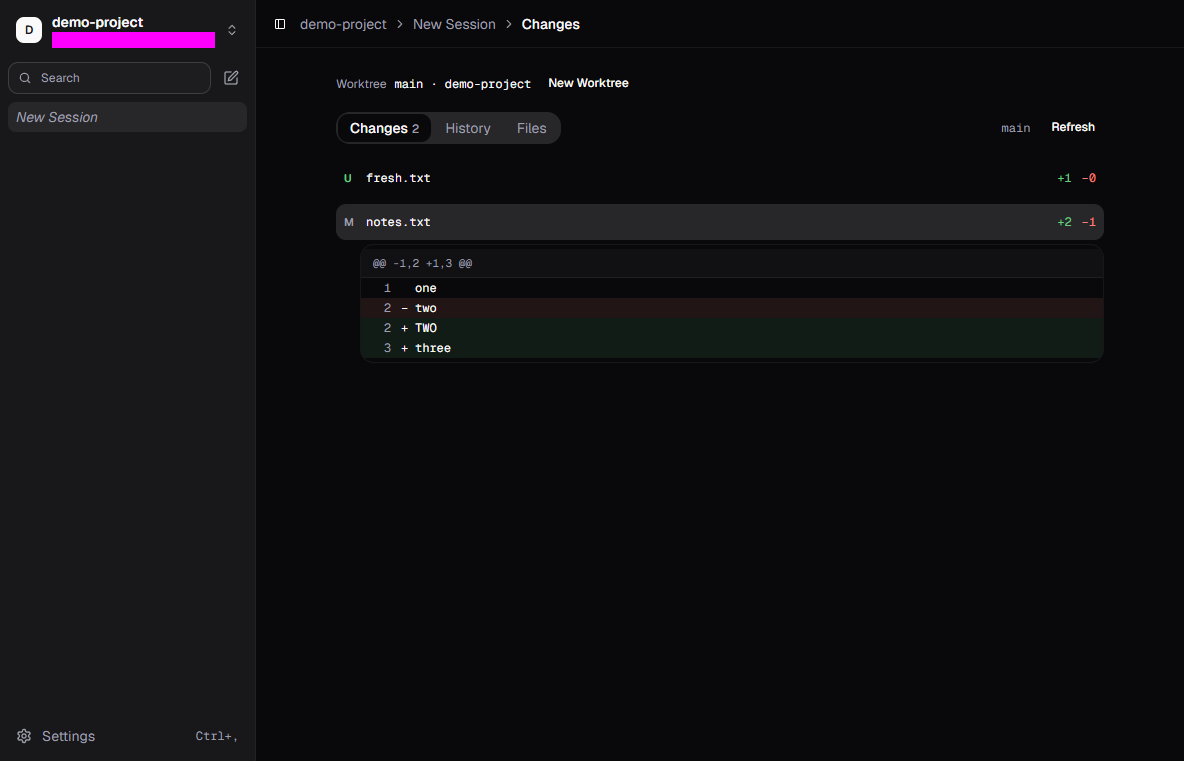 D
demo-project
Search
New Session
Settings Ctrl+,
demo-project > New Session > Changes
Worktree main · demo-project New Worktree
Changes 2 History Files main Refresh
U fresh.txt +1 −0
M notes.txt +2 −1
@@ -1,2 +1,3 @@
1 one
2 − two
2 + TWO
3 + three